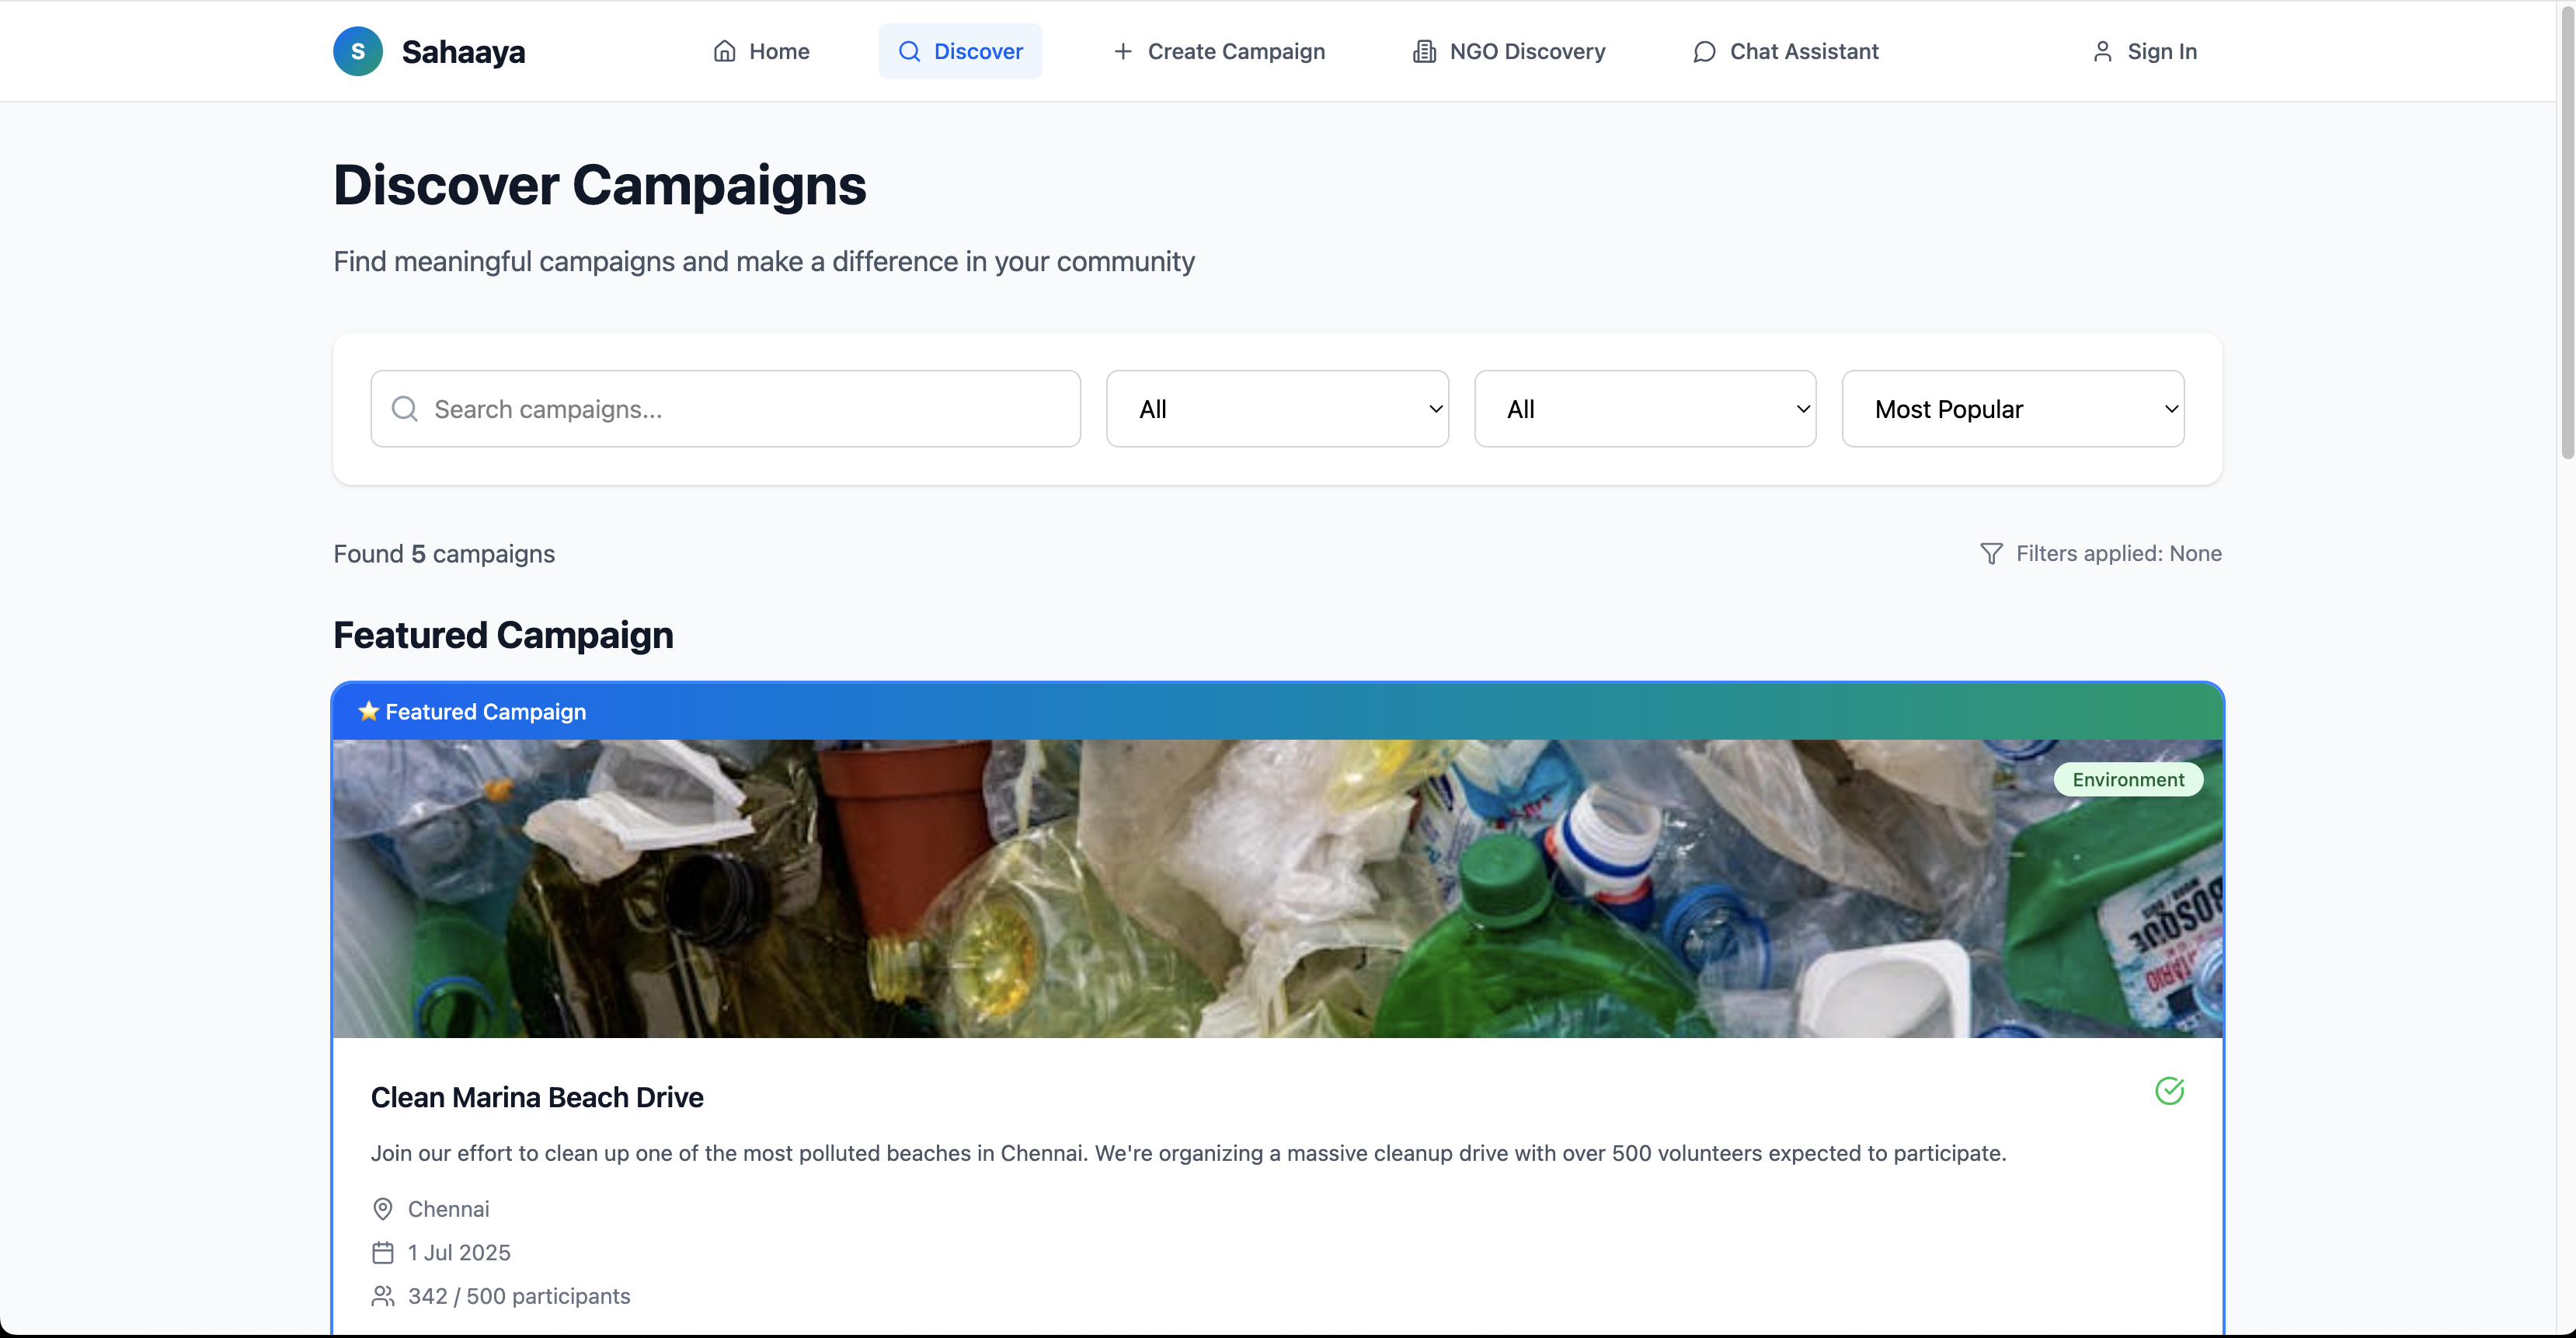 S
Sahaaya
Home
Discover
Create Campaign
NGO Discovery
Chat Assistant
Sign In
Discover Campaigns
Find meaningful campaigns and make a difference in your community
Search campaigns...
All
All
Most Popular
Found 5 campaigns
Filters applied: None
Featured Campaign
⭐ Featured Campaign
Environment
BOSQUE
Clean Marina Beach Drive
Join our effort to clean up one of the most polluted beaches in Chennai. We're organizing a massive cleanup drive with over 500 volunteers expected to participate.
Chennai
1 Jul 2025
342 / 500 participants